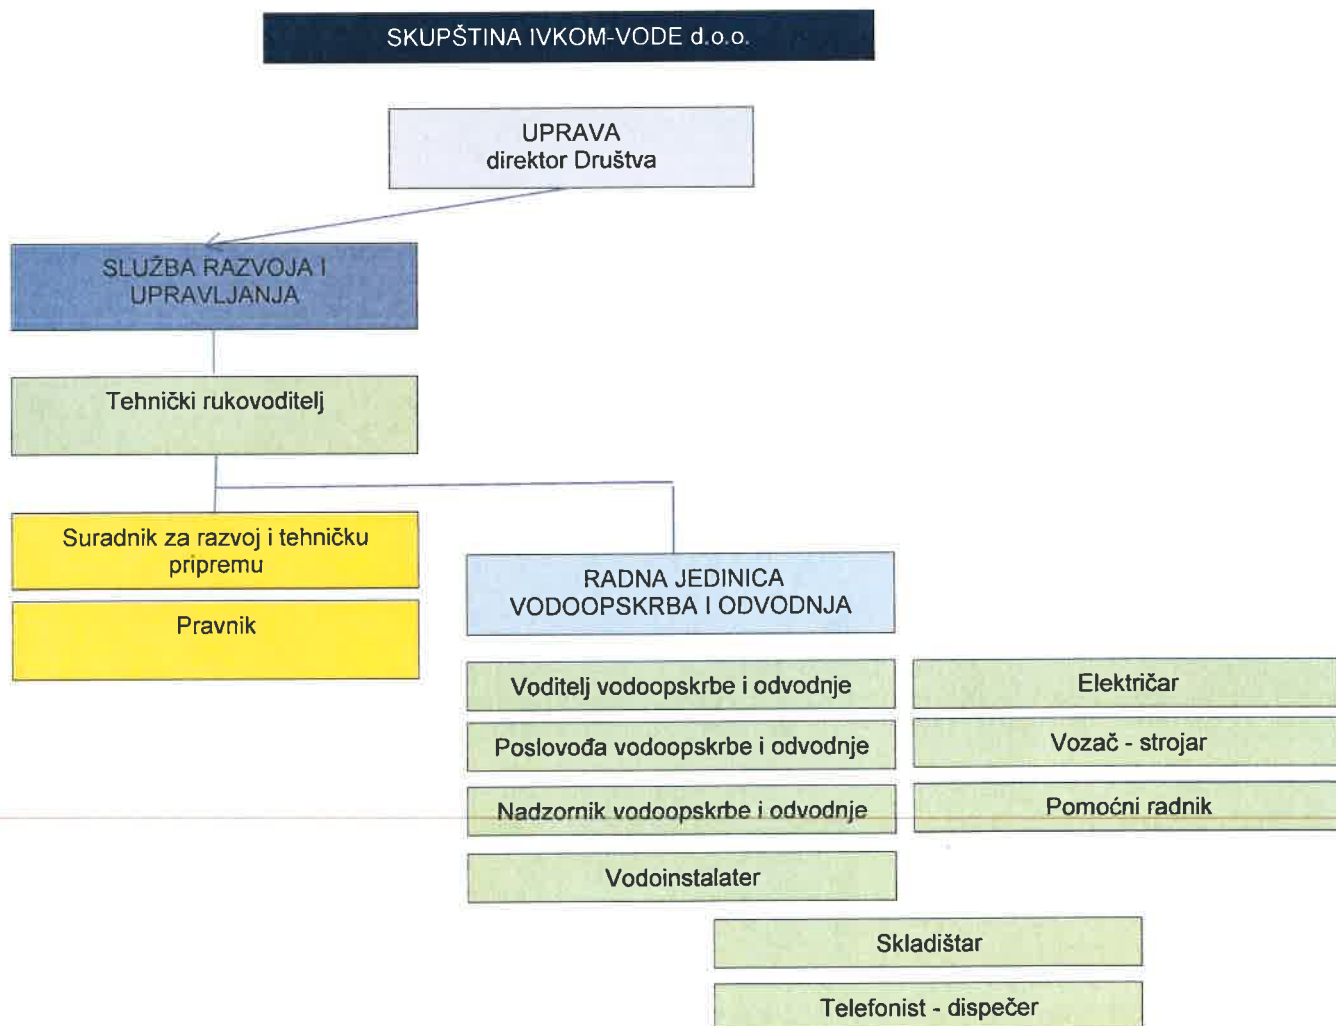 SKUPŠTINA IVKOM-VODE d.o.o.
UPRAVA
direktor Društva
SLUŽBA RAZVOJA I
UPRAVLJANJA
Tehnički rukovoditelj
Suradnik za razvoj i tehničku
pripremu
Pravnik
RADNA JEDINICA
VODOOPSKRBA I ODVODNJA
Voditelj vodoopskrbe i odvodnje
Električar
Poslovođa vodoopskrbe i odvodnje
Vozač - strojar
Nadzornik vodoopskrbe i odvodnje
Pomoćni radnik
Vodoinstalater
Skladištar
Telefonist - dispečer